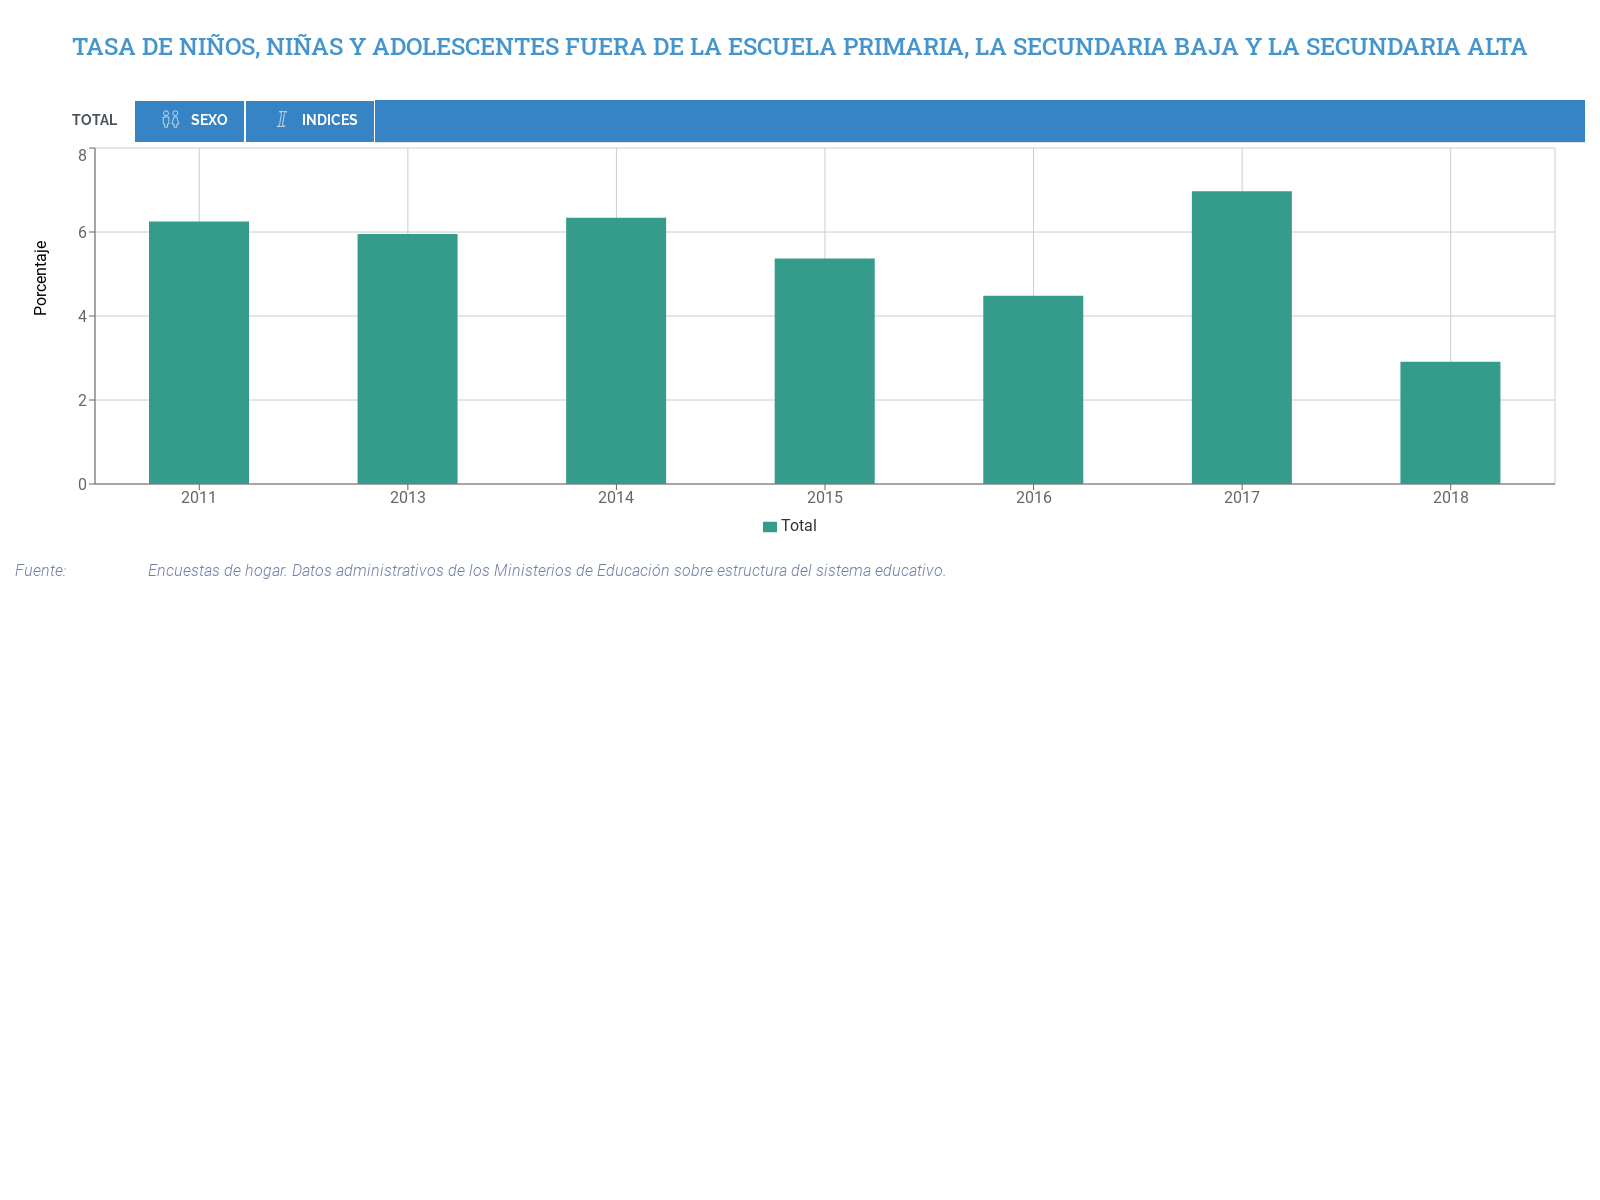 TASA DE NIÑOS, NIÑAS Y ADOLESCENTES FUERA DE LA ESCUELA PRIMARIA, LA SECUNDARIA BAJA Y LA SECUNDARIA ALTA
TOTAL SEXO INDICES
8
6
4
2
0
Porcentaje
2011 2013 2014 2015 2016 2017 2018
Total
Fuente: Encuestas de hogar. Datos administrativos de los Ministerios de Educación sobre estructura del sistema educativo.